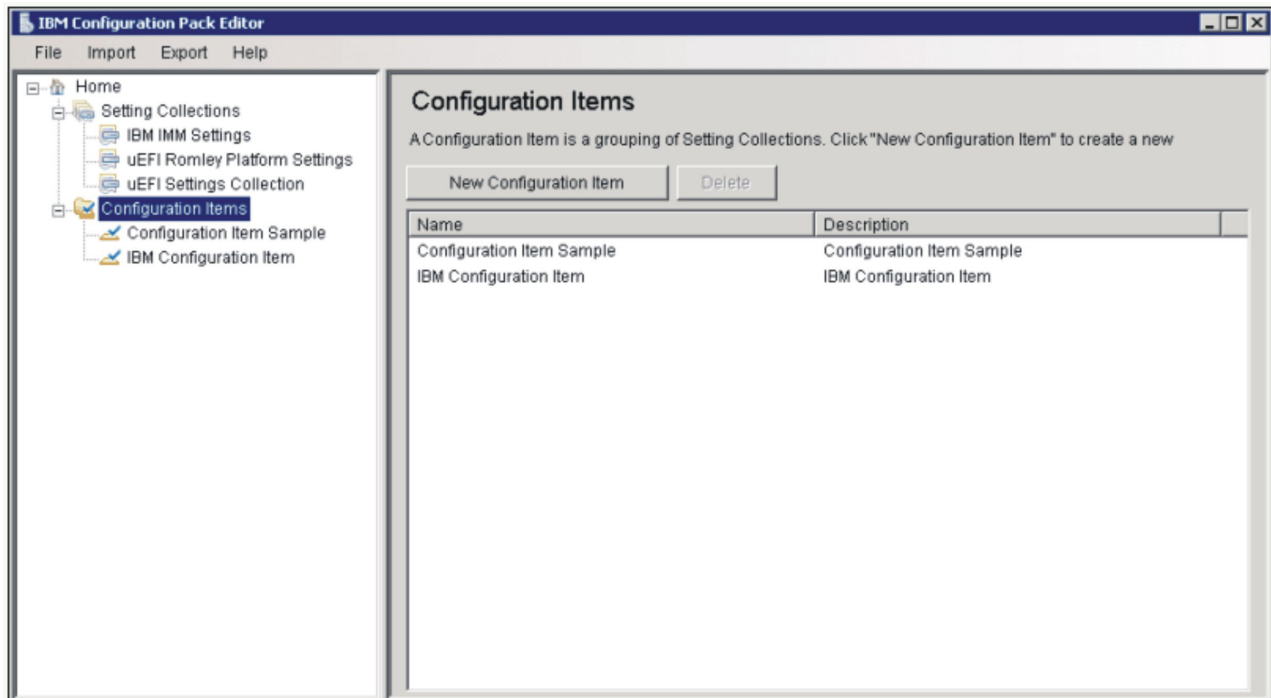 IBM Configuration Pack Editor
File Import Export Help
Home
Setting Collections
IBM IMM Settings
uEFI Romley Platform Settings
uEFI Settings Collection
Configuration Items
Configuration Item Sample
IBM Configuration Item
Configuration Items
A Configuration Item is a grouping of Setting Collections. Click "New Configuration Item" to create a new
New Configuration Item Delete
Name Description
Configuration Item Sample Configuration Item Sample
IBM Configuration Item IBM Configuration Item